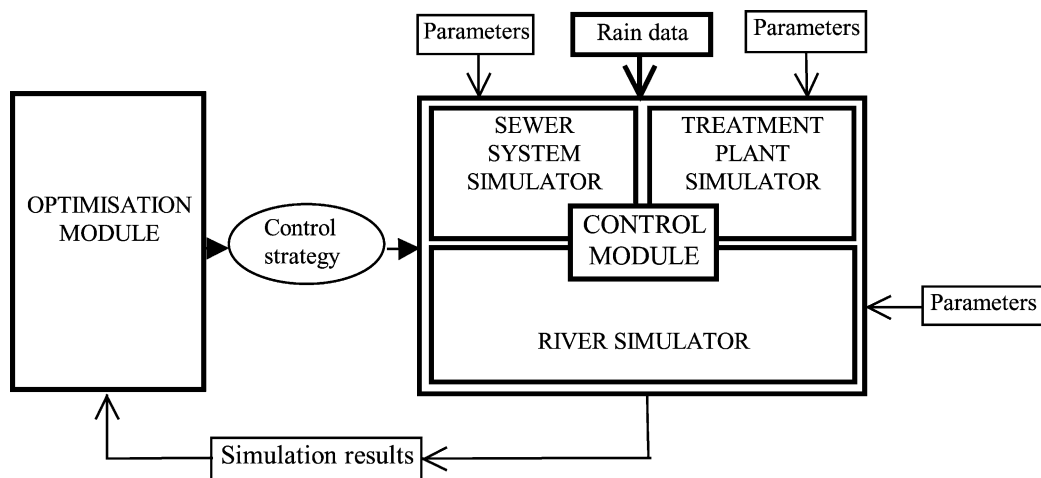 Parameters
Rain data
Parameters
SEWER
SYSTEM
SIMULATOR
TREATMENT
PLANT
SIMULATOR
OPTIMISATION
MODULE
Control
strategy
CONTROL
MODULE
Parameters
RIVER SIMULATOR
Simulation results